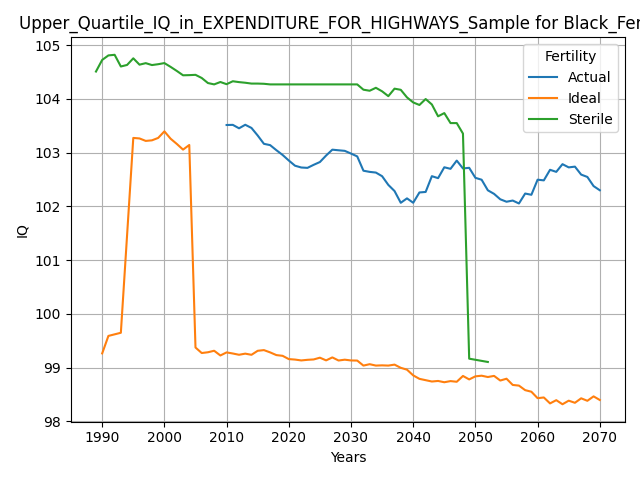 Upper_Quartile_IQ_in_EXPENDITURE_FOR_HIGHWAYS_Sample for Black_Fer
105
104
103
102
101
100
99
98
IQ
Fertility
Actual
Ideal
Sterile
1990 2000 2010 2020 2030 2040 2050 2060 2070
Years